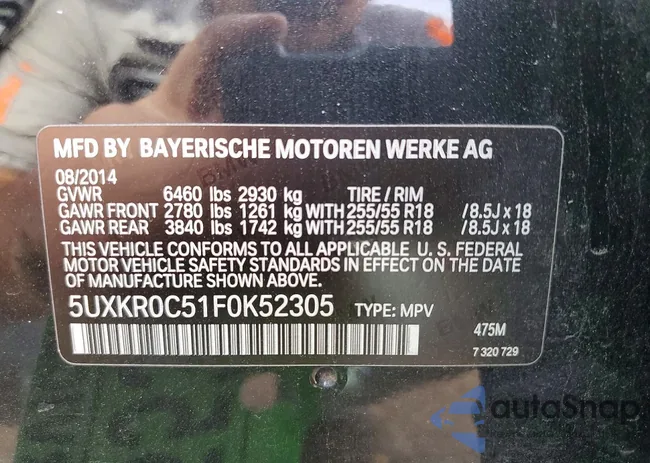 MFD BY BAYERISCHE MOTOREN WERKE AG
08/2014
GVWR 6460 lbs 2930 kg TIRE / RIM
GAWR FRONT 2780 lbs 1261 kg WITH 255/55 R18 / 8.5J x 18
GAWR REAR 3840 lbs 1742 kg WITH 255/55 R18 / 8.5J x 18
THIS VEHICLE CONFORMS TO ALL APPLICABLE U.S. FEDERAL
MOTOR VEHICLE SAFETY STANDARDS IN EFFECT ON THE DATE
OF MANUFACTURE SHOWN ABOVE.
5UXKR0C51F0K52305 TYPE: MPV
475M
7 320 729
autoSnap